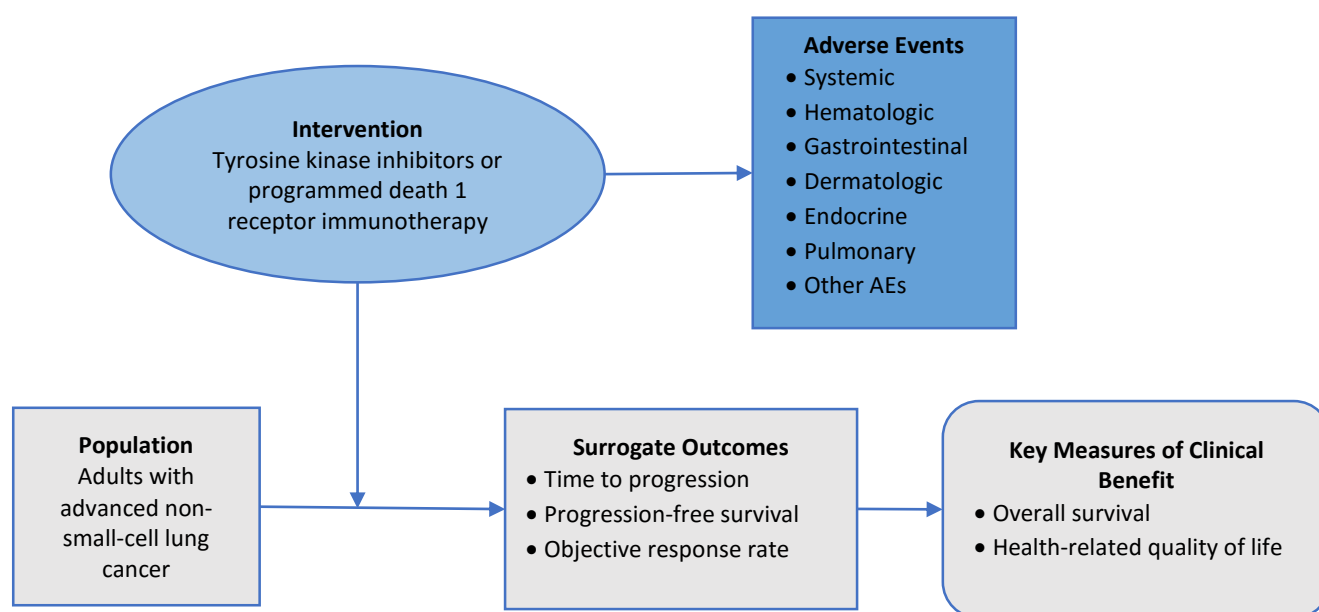 Intervention
Tyrosine kinase inhibitors or
programmed death 1
receptor immunotherapy
Adverse Events
• Systemic
• Hematologic
• Gastrointestinal
• Dermatologic
• Endocrine
• Pulmonary
• Other AEs
Population
Adults with
advanced non-
small-cell lung
cancer
Surrogate Outcomes
• Time to progression
• Progression-free survival
• Objective response rate
Key Measures of Clinical
Benefit
• Overall survival
• Health-related quality of life